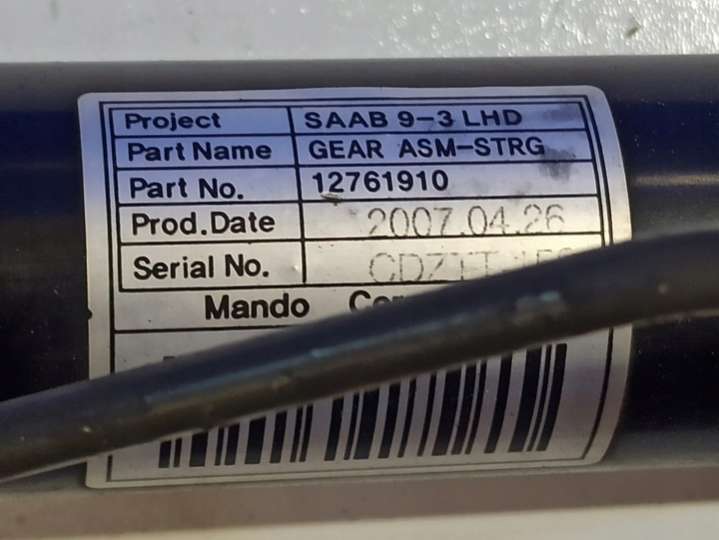 Project SAAB 9-3 LHD
Part Name GEAR ASM-STRG
Part No. 12761910
Prod.Date 2007.04.26
Serial No.
Mando